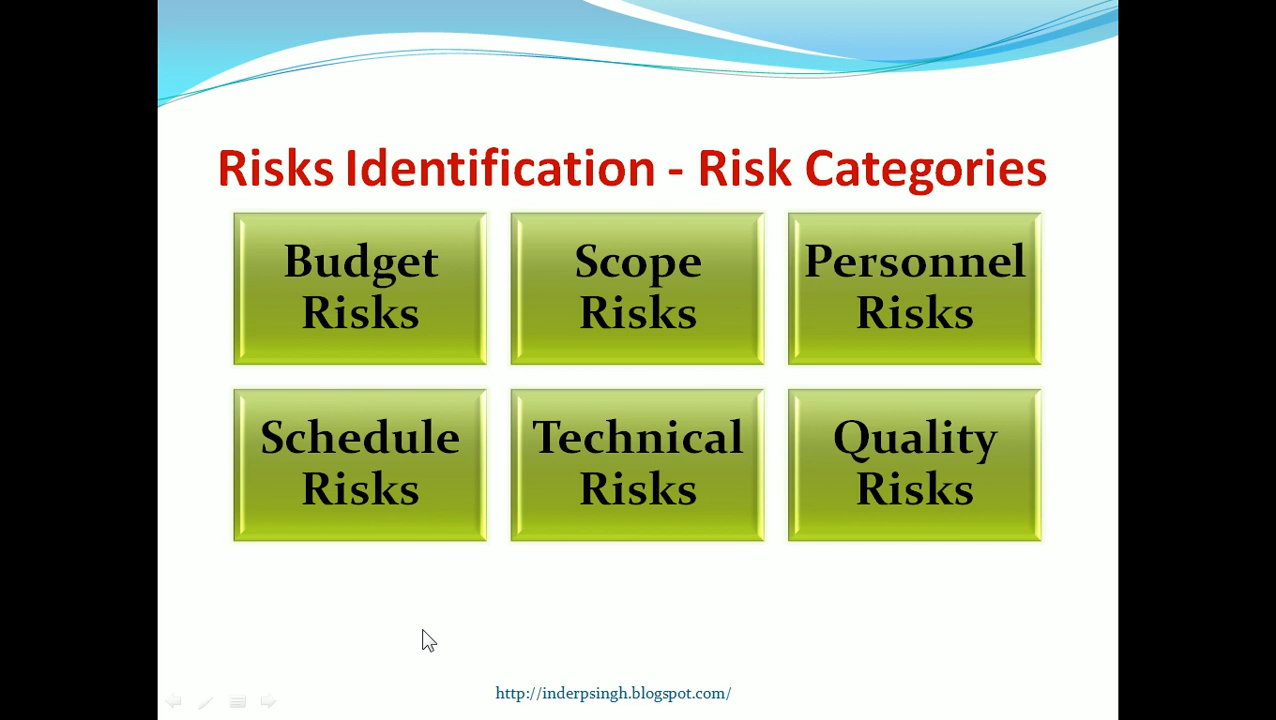 Risks Identification - Risk Categories
Budget
Risks
Scope
Risks
Personnel
Risks
Schedule
Risks
Technical
Risks
Quality
Risks
http://inderpsingh.blogspot.com/